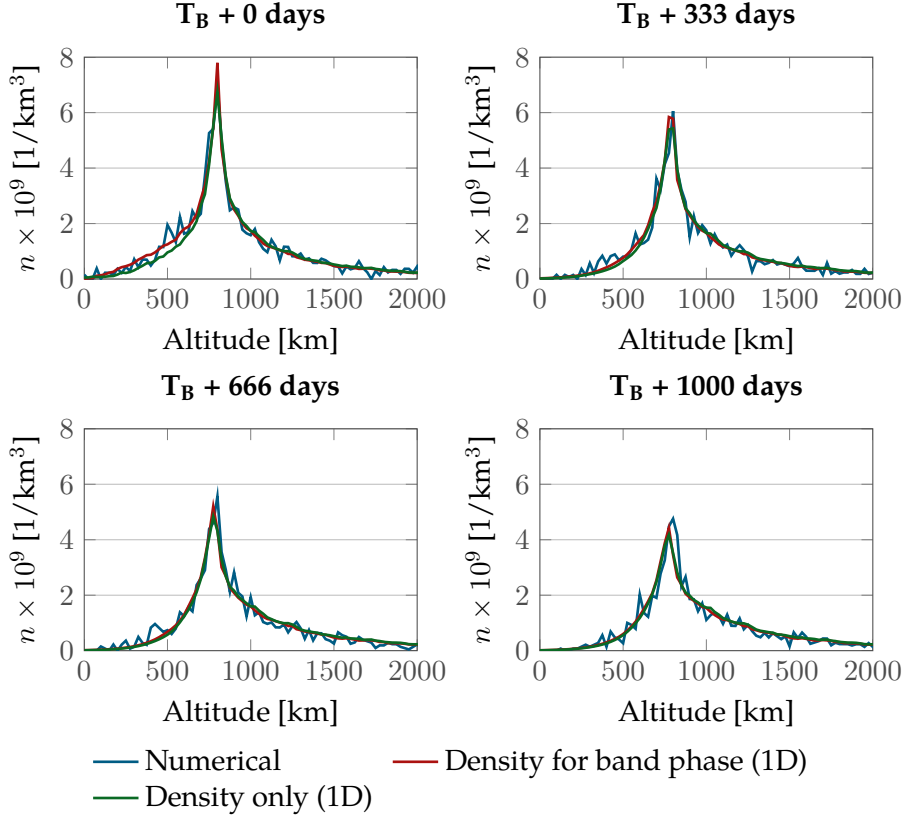 T_B + 0 days
T_B + 333 days
n × 10^9 [1/km^3]
8
6
4
2
0
0 500 1000 1500 2000
Altitude [km]
n × 10^9 [1/km^3]
8
6
4
2
0
0 500 1000 1500 2000
Altitude [km]
T_B + 666 days
T_B + 1000 days
n × 10^9 [1/km^3]
8
6
4
2
0
0 500 1000 1500 2000
Altitude [km]
n × 10^9 [1/km^3]
8
6
4
2
0
0 500 1000 1500 2000
Altitude [km]
Numerical
Density for band phase (1D)
Density only (1D)